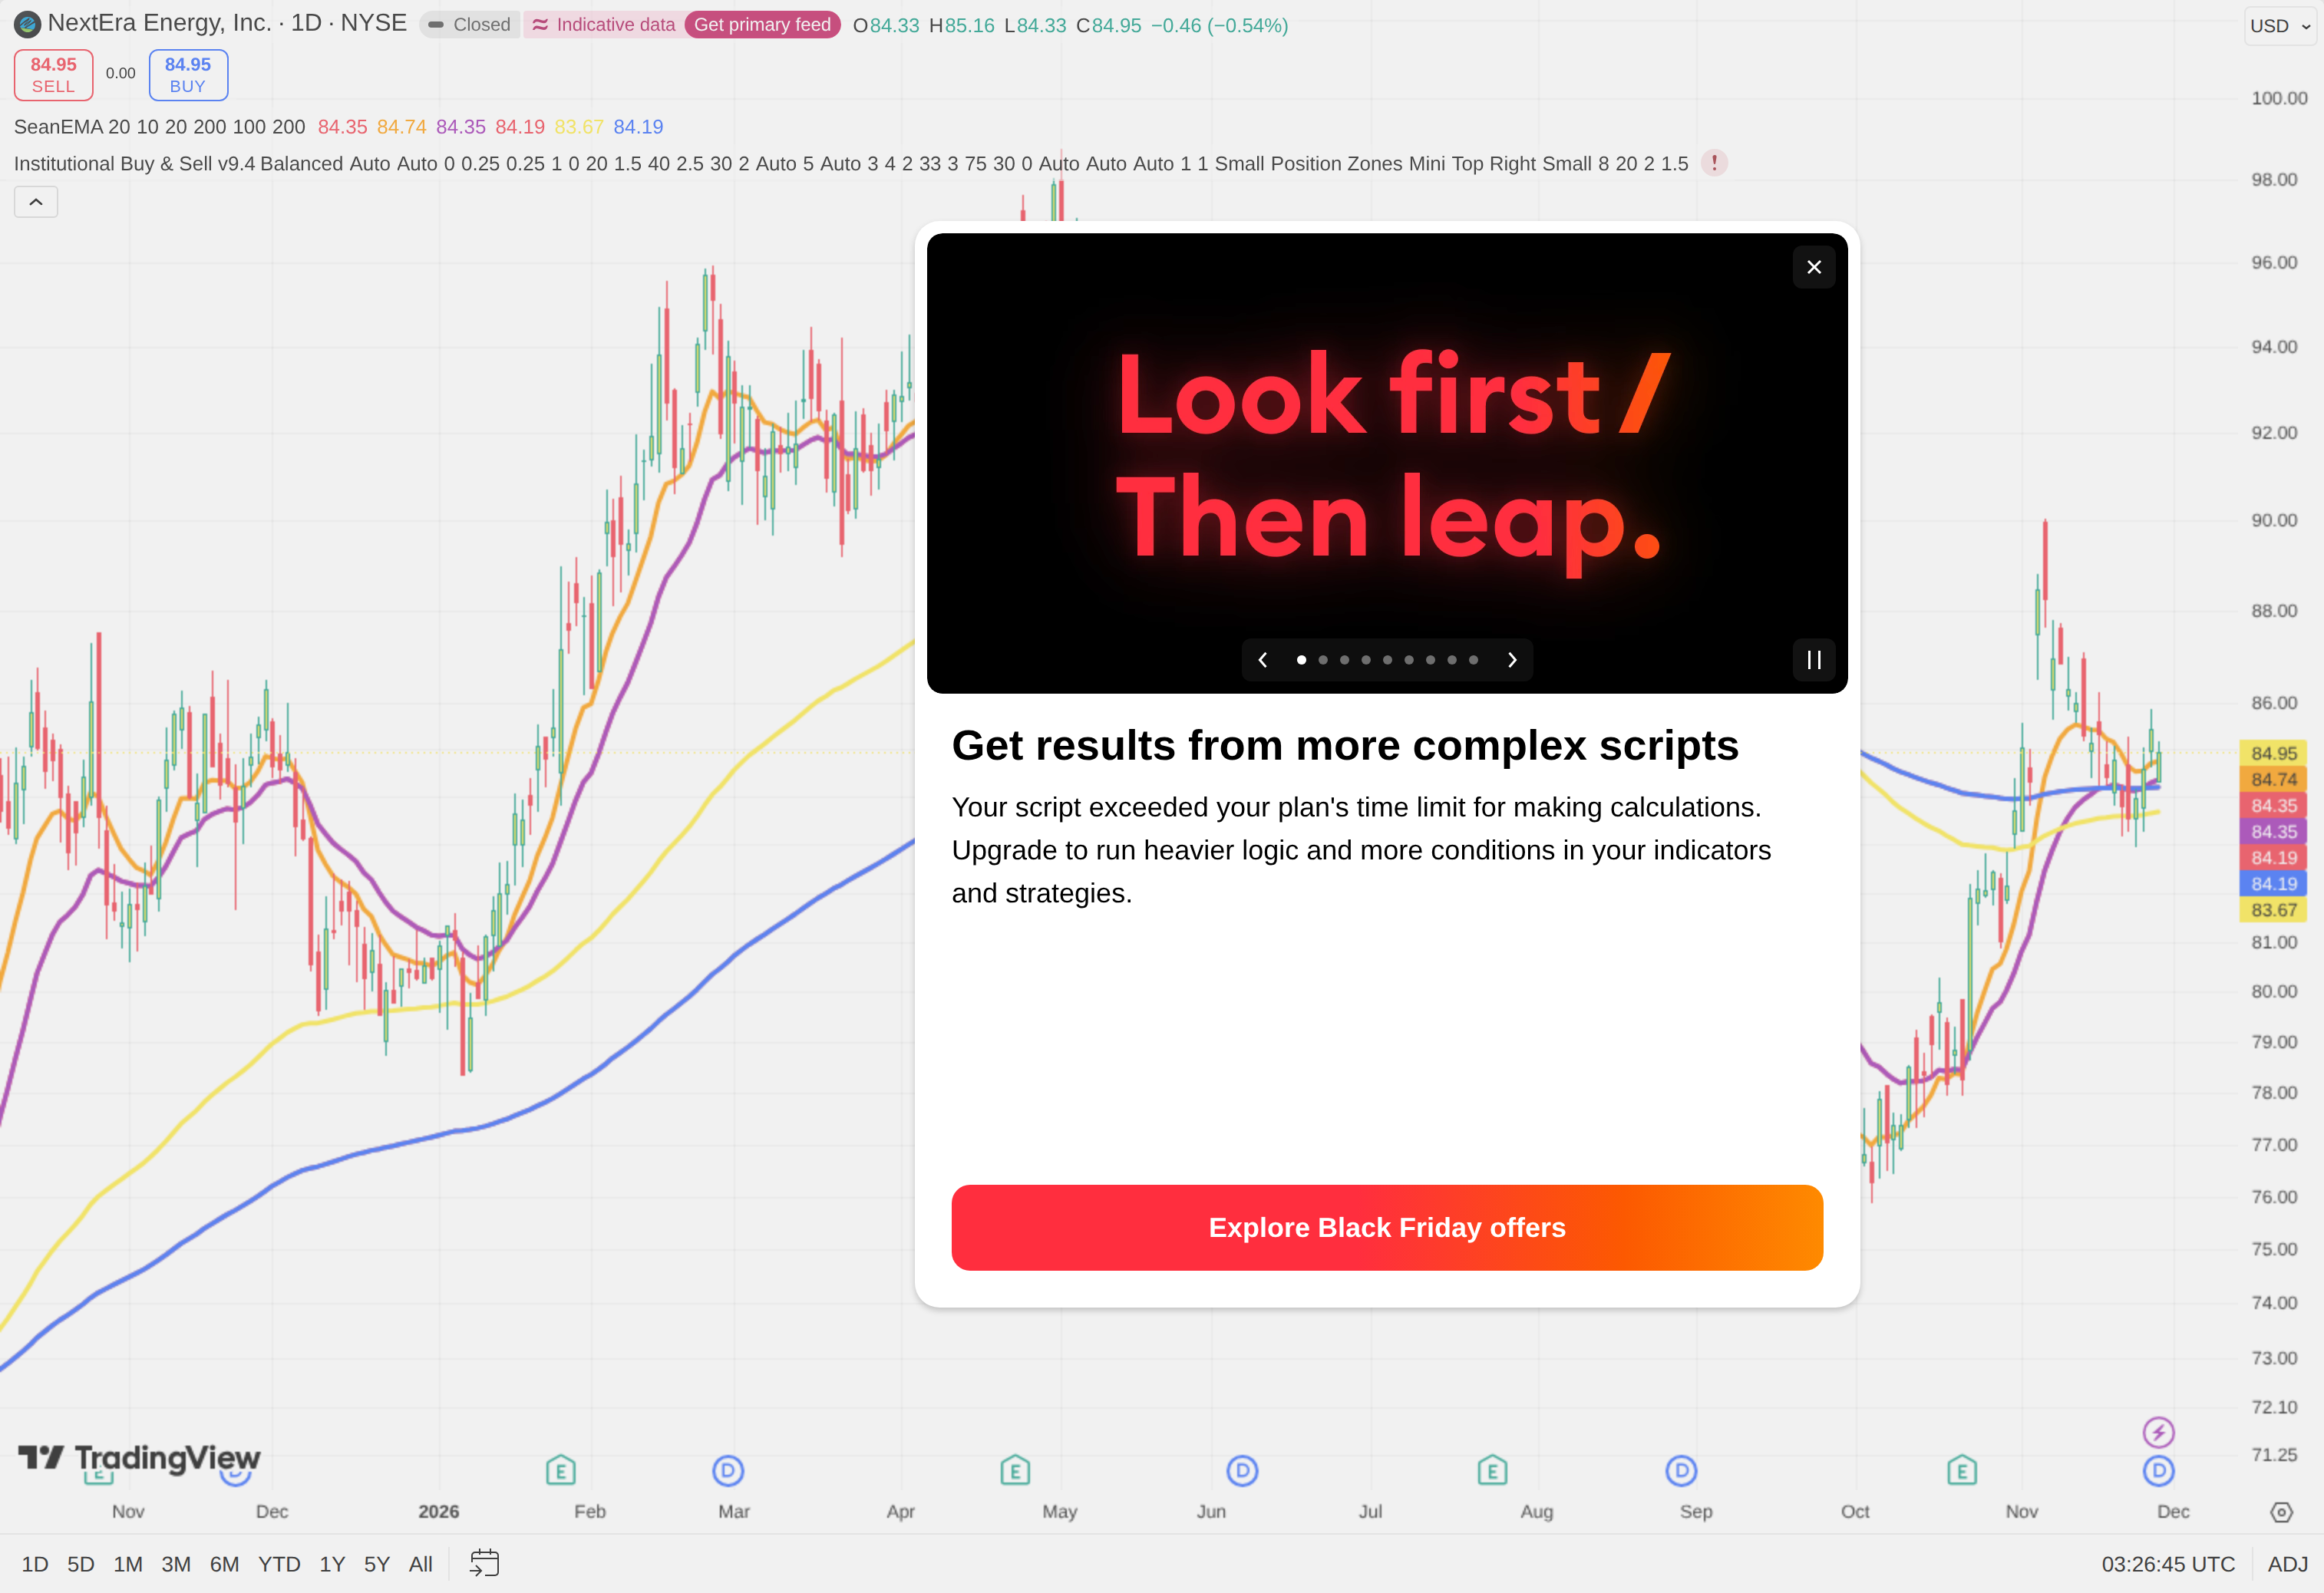 NextEra Energy, Inc. · 1D · NYSE Closed Indicative data Get primary feed O84.33 H85.16 L84.33 C84.95 −0.46 (−0.54%) USD
84.95 SELL 0.00 84.95 BUY
SeanEMA 20 10 20 200 100 200 84.35 84.74 84.35 84.19 83.67 84.19
Institutional Buy & Sell v9.4 Balanced Auto Auto 0 0.25 0.25 1 0 20 1.5 40 2.5 30 2 Auto 5 Auto 3 4 2 33 3 75 30 0 Auto Auto Auto 1 1 Small Position Zones Mini Top Right Small 8 20 2 1.5
Look first /
Then leap.
Get results from more complex scripts
Your script exceeded your plan's time limit for making calculations.
Upgrade to run heavier logic and more conditions in your indicators
and strategies.
Explore Black Friday offers
100.00
98.00
96.00
94.00
92.00
90.00
88.00
86.00
84.95
84.74
84.35
84.35
84.19
84.19
83.67
81.00
80.00
79.00
78.00
77.00
76.00
75.00
74.00
73.00
72.10
71.25
TradingView
E D E D E D E D E D
Nov Dec 2026 Feb Mar Apr May Jun Jul Aug Sep Oct Nov Dec
1D 5D 1M 3M 6M YTD 1Y 5Y All 03:26:45 UTC ADJ